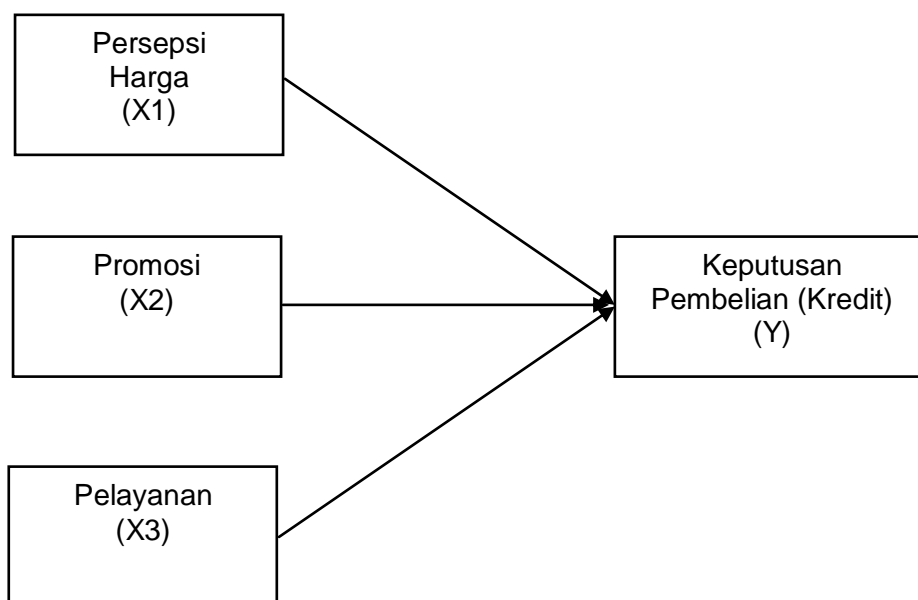 Persepsi
Harga
(X1)
Promosi
(X2)
Keputusan
Pembelian (Kredit)
(Y)
Pelayanan
(X3)